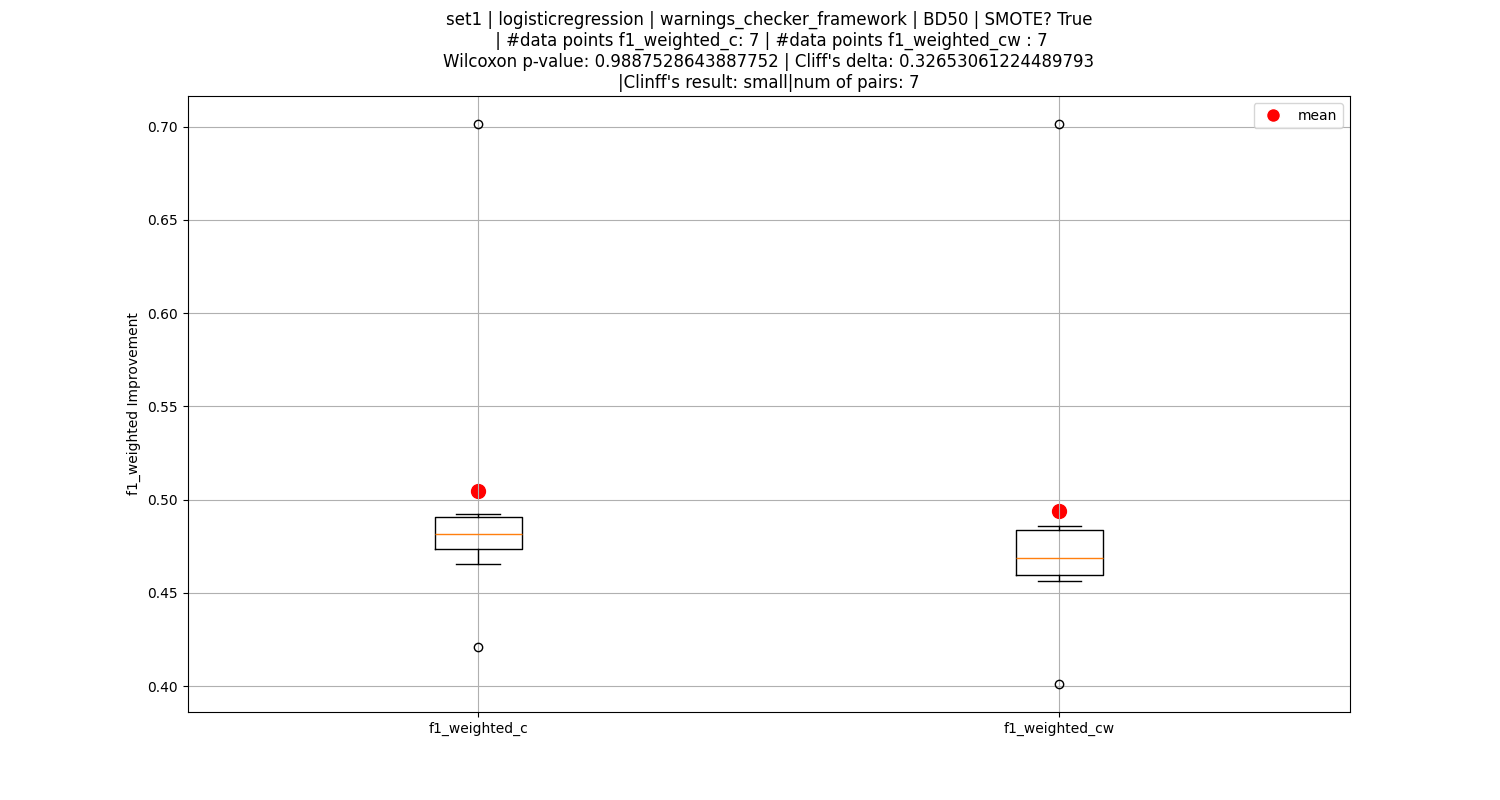 set1 | logisticregression | warnings_checker_framework | BD50 | SMOTE? True
| #data points f1_weighted_c: 7 | #data points f1_weighted_cw : 7
Wilcoxon p-value: 0.9887528643887752 | Cliff's delta: 0.32653061224489793
|Clinff's result: small|num of pairs: 7
mean
0.70
0.65
0.60
0.55
0.50
0.45
0.40
f1_weighted Improvement
f1_weighted_c
f1_weighted_cw